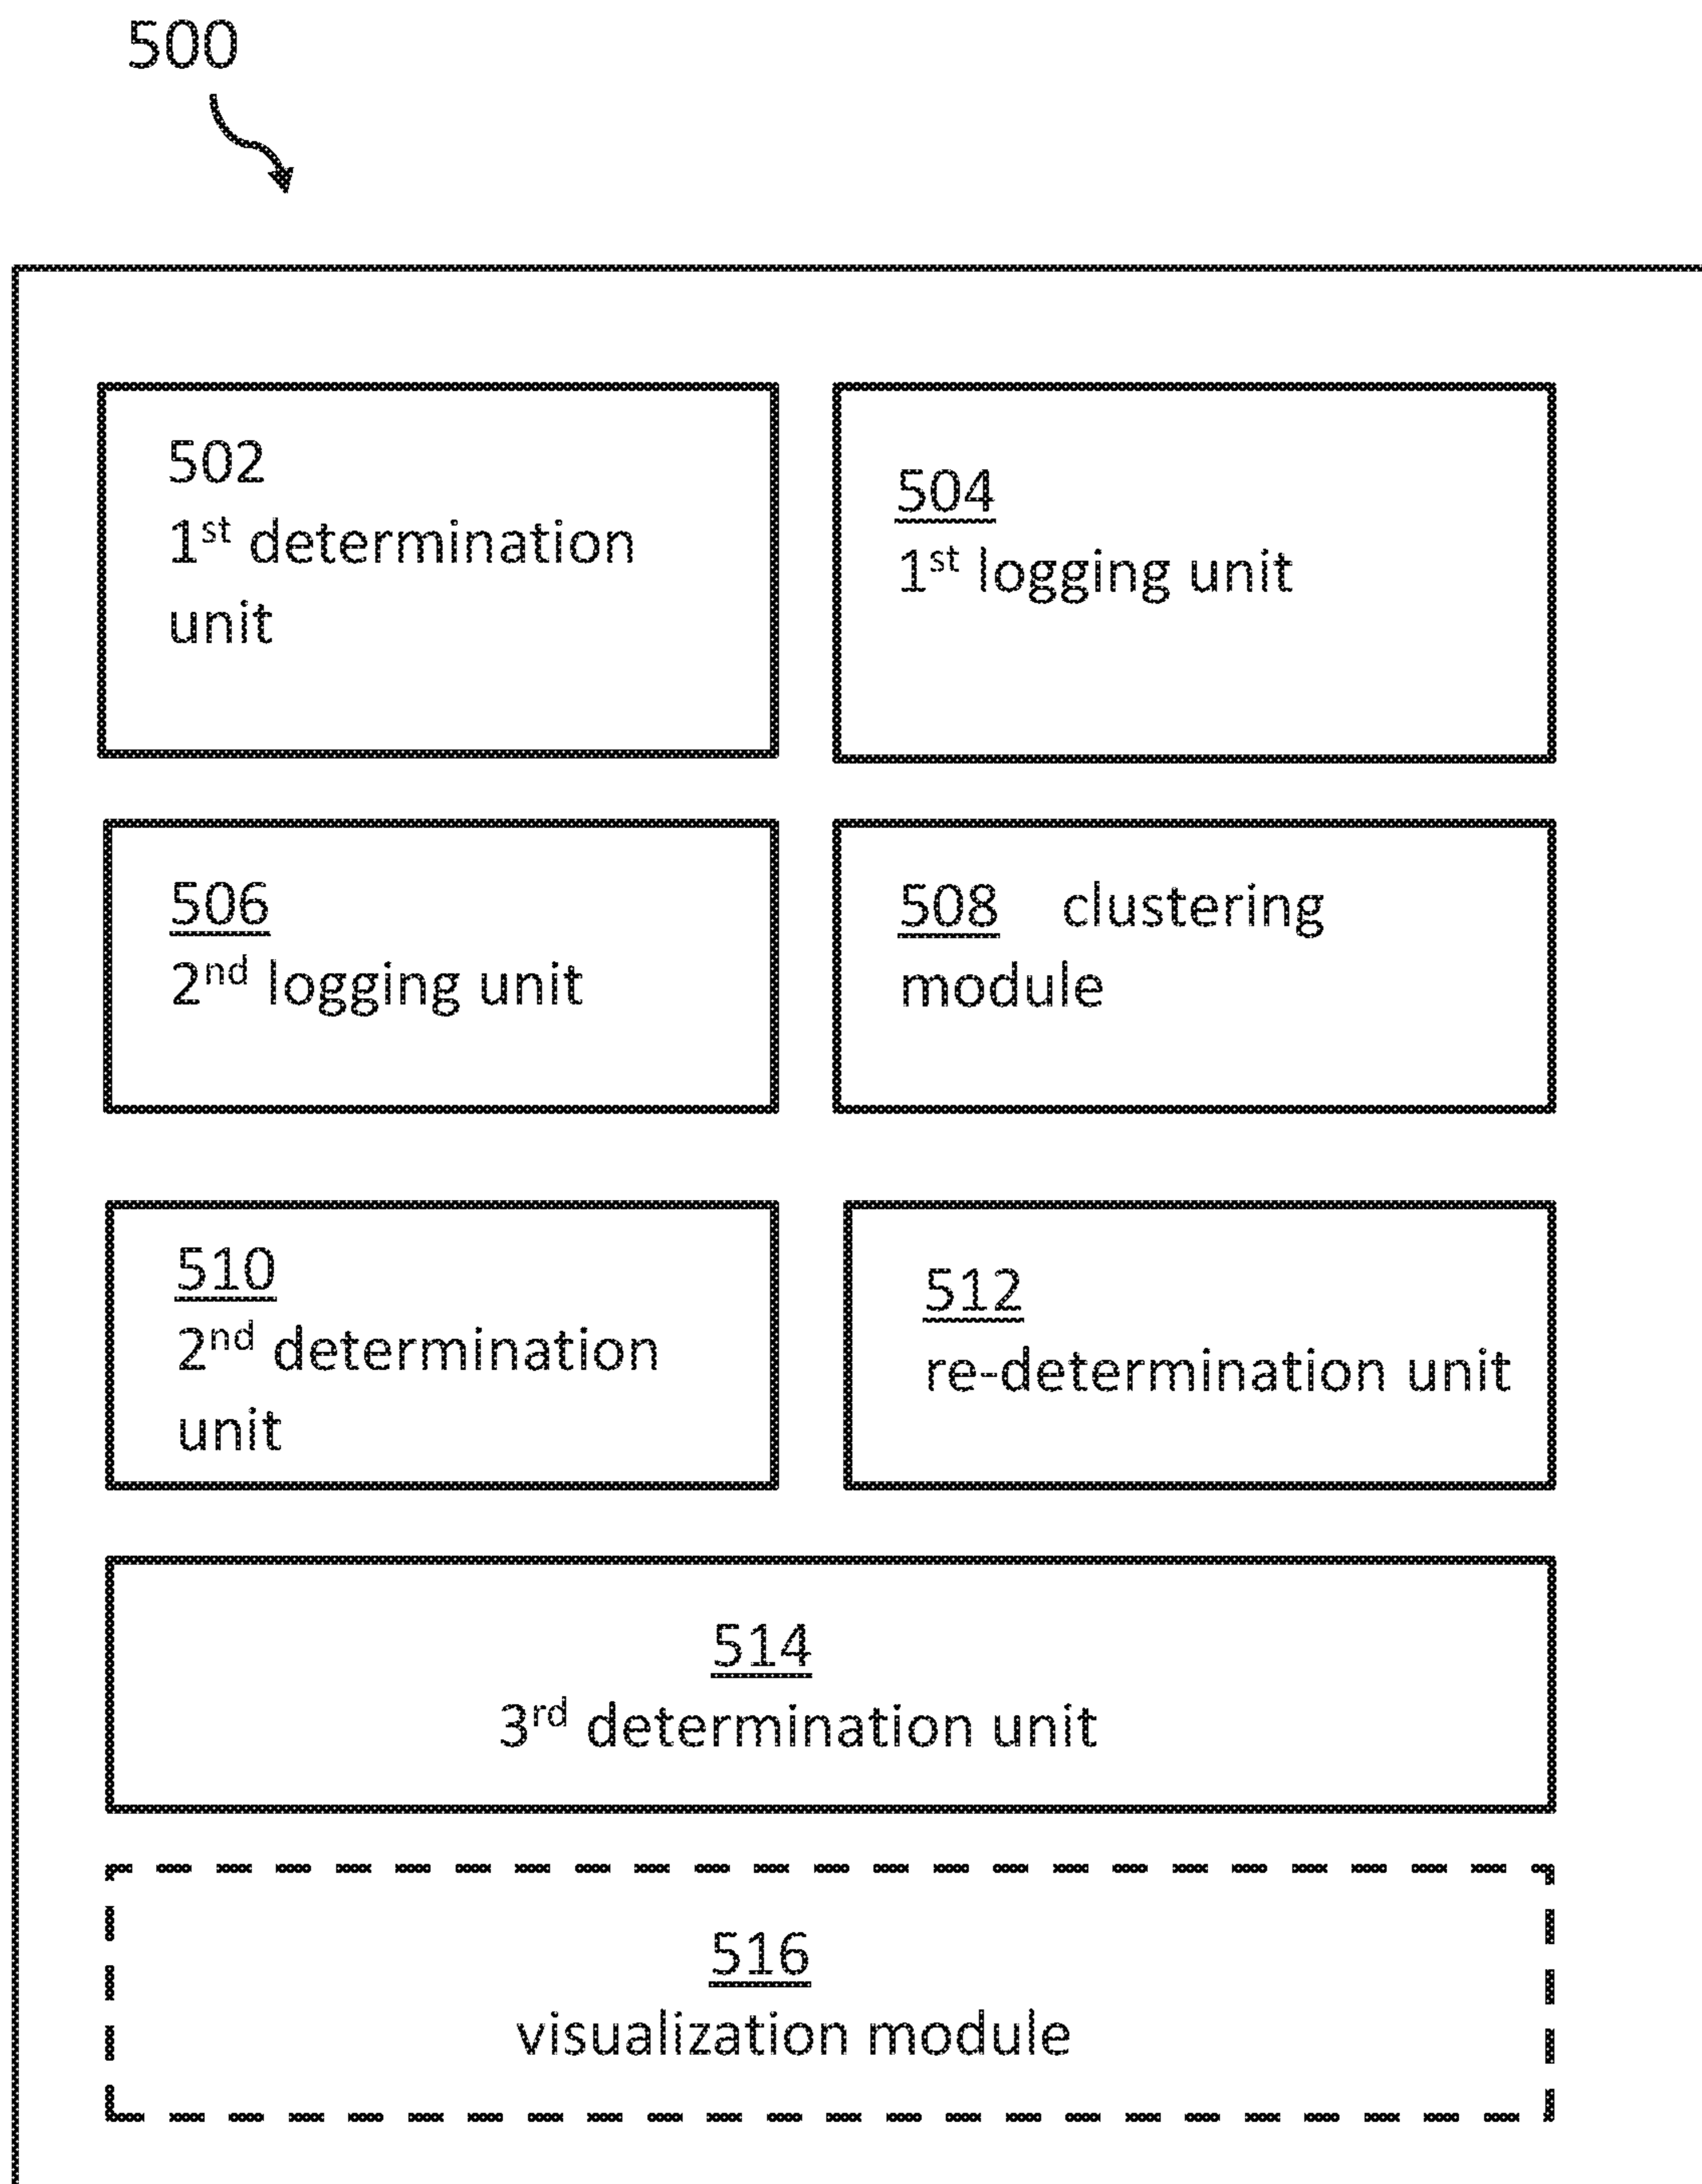 500
502
1st determination
unit
504
1st logging unit
506
2nd logging unit
508 clustering
module
510
2nd determination
unit
512
re-determination unit
514
3rd determination unit
516
visualization module